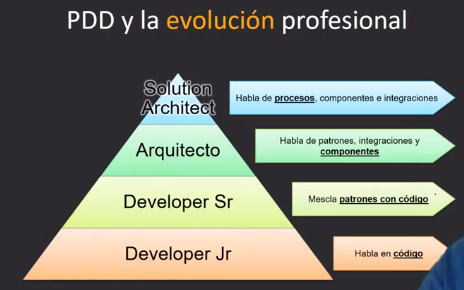 PDD y la evolución profesional
Solution
Architect
Habla de procesos, componentes e integraciones
Arquitecto
Habla de patrones, integraciones y
componentes
Developer Sr
Mescla patrones con código
Developer Jr
Habla en código